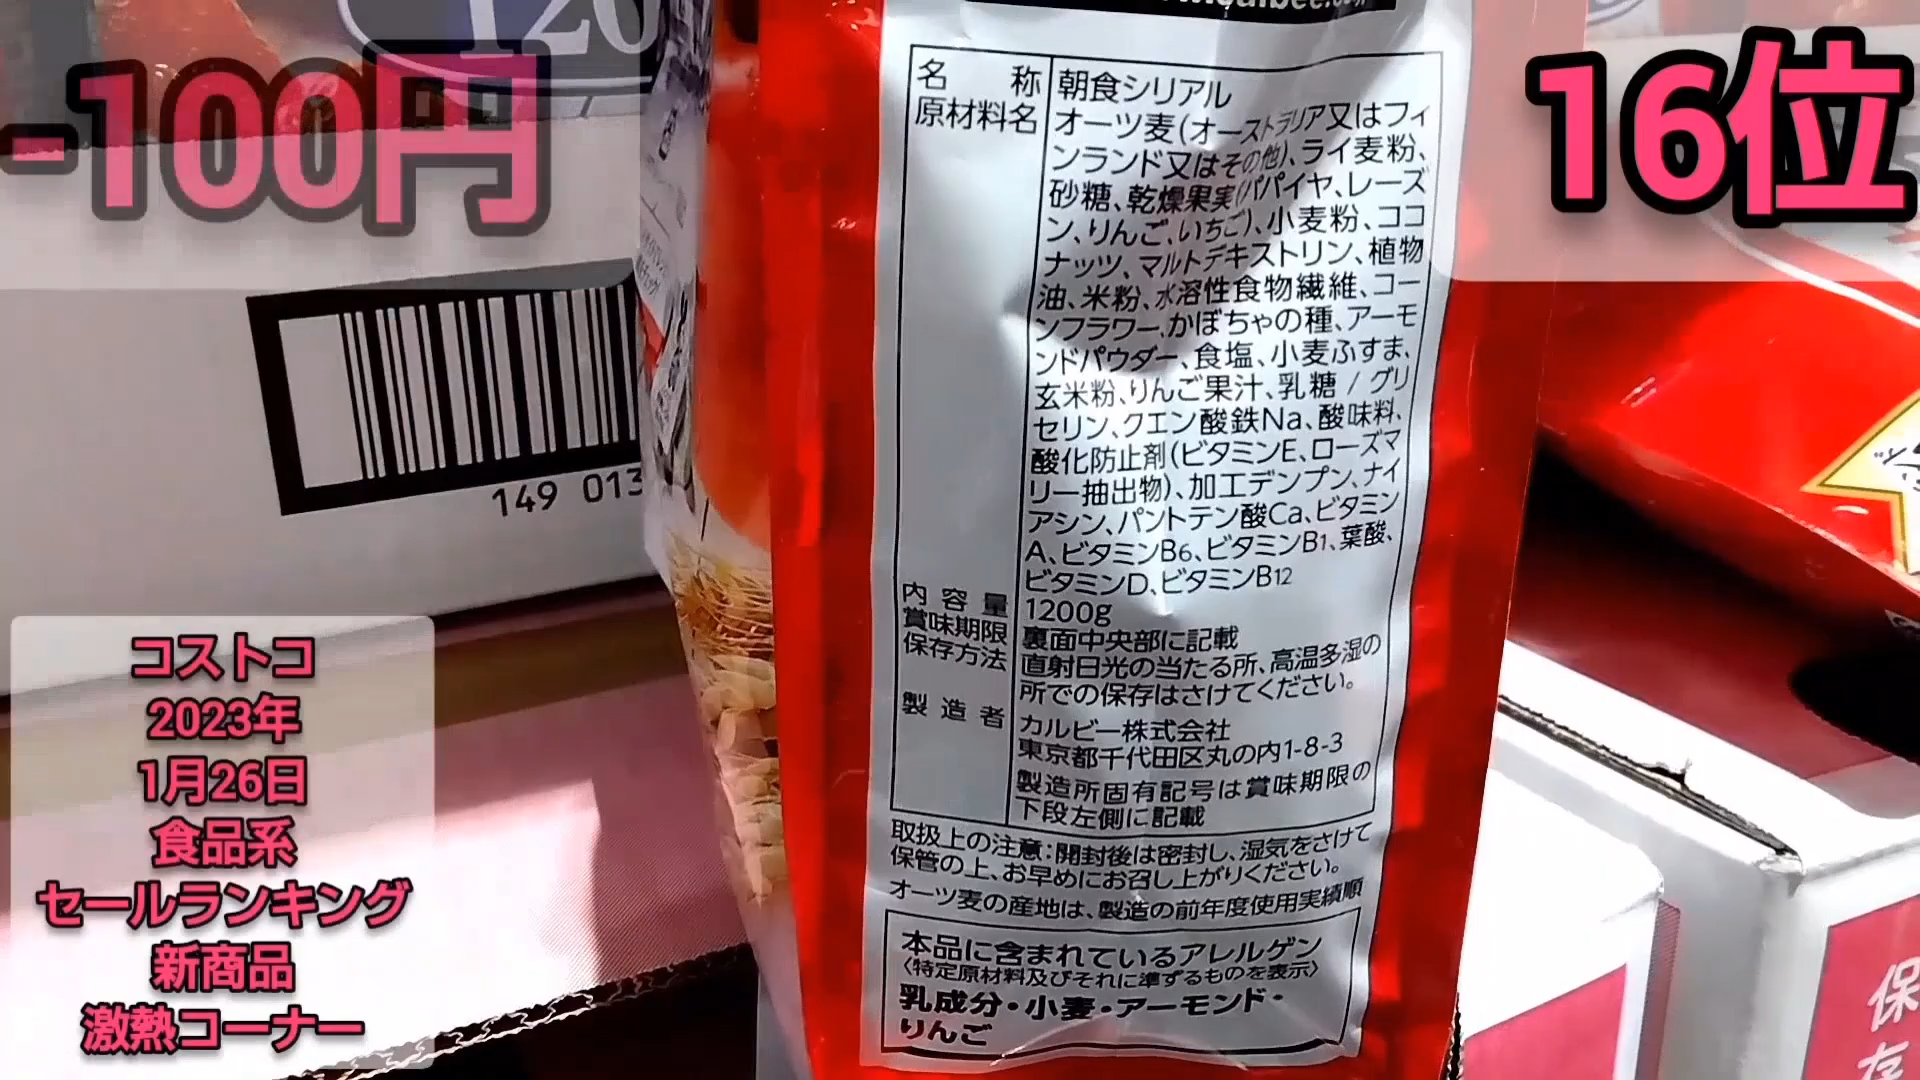 -100円
16位
120
名称 朝食シリアル
原材料名 オーツ麦(オーストラリア又はフィ
ンランド又はその他)、ライ麦粉、
砂糖、乾燥果実(パパイヤ、レーズ
ン、りんご、いちご)、小麦粉、ココ
ナッツ、マルトデキストリン、植物
油、米粉、水溶性食物繊維、コー
ンフラワー、かぼちゃの種、アーモ
ンドパウダー、食塩、小麦ふすま、
玄米粉、りんご果汁、乳糖 / グリ
セリン、クエン酸鉄Na、酸味料、
酸化防止剤(ビタミンE、ローズマ
リー抽出物)、加工デンプン、ナイ
アシン、パントテン酸Ca、ビタミン
A、ビタミンB6、ビタミンB1、葉酸、
ビタミンD、ビタミンB12
内容量 1200g
賞味期限 裏面中央部に記載
保存方法 直射日光の当たる所、高温多湿の
所での保存はさけてください。
製造者 カルビー株式会社
東京都千代田区丸の内1-8-3
製造所固有記号は賞味期限の
下段左側に記載
取扱上の注意:開封後は密封し、湿気をさけて
保管の上、お早めにお召し上がりください。
オーツ麦の産地は、製造の前年度使用実績順
本品に含まれているアレルゲン
〈特定原材料及びそれに準ずるものを表示〉
乳成分・小麦・アーモンド・
りんご
149 013
コストコ
2023年
1月26日
食品系
セールランキング
新商品
激熱コーナー
保
存